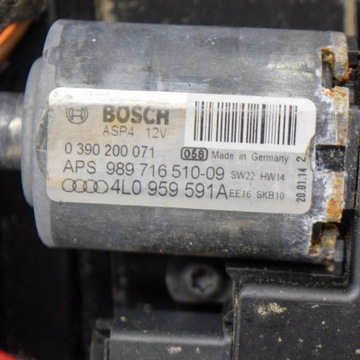 BOSCH
ASP4 12V
0 390 200 071 058 Made in Germany
APS 989 716 510-09 SW22 HW14
4L0 959 591A EE16 SKB10
20.01.14 2